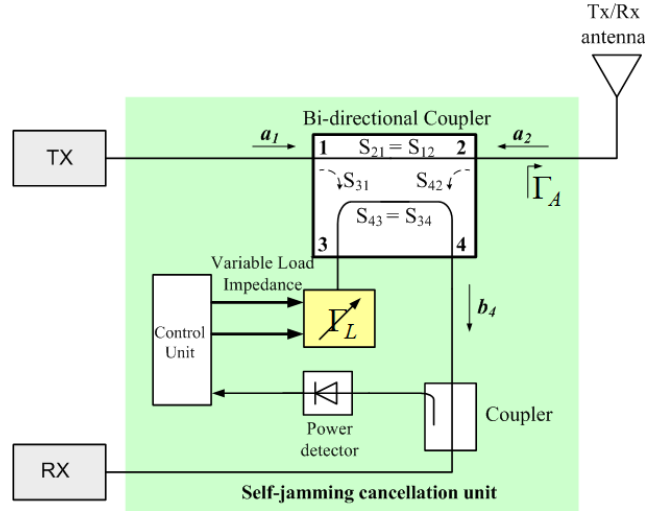 Tx/Rx
antenna
Bi-directional Coupler
TX
a1
1
S21 = S12
2
a2
S31
S42
ΓA
S43 = S34
3
4
Variable Load
Impedance
ΓL
b4
Control
Unit
Power
detector
Coupler
RX
Self-jamming cancellation unit